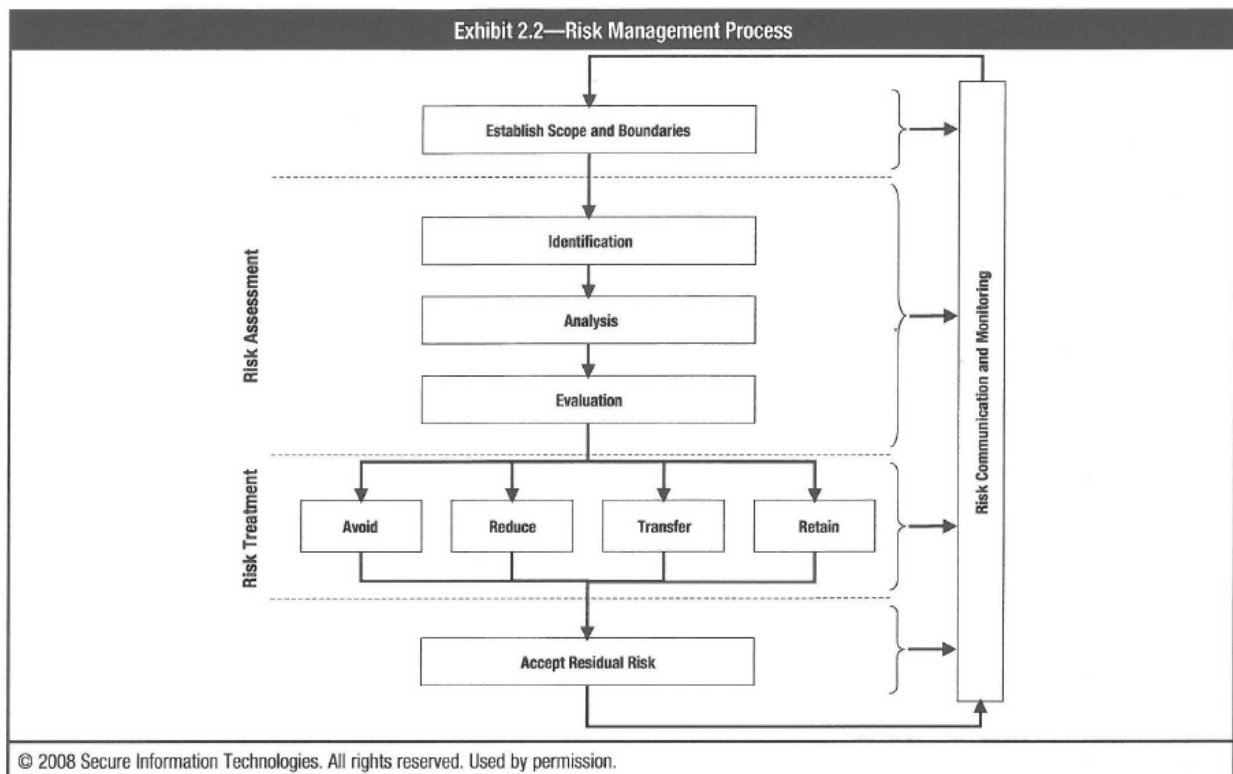 Exhibit 2.2—Risk Management Process
Establish Scope and Boundaries
Risk Assessment
Identification
Analysis
Evaluation
Risk Treatment
Avoid
Reduce
Transfer
Retain
Accept Residual Risk
Risk Communication and Monitoring
© 2008 Secure Information Technologies. All rights reserved. Used by permission.